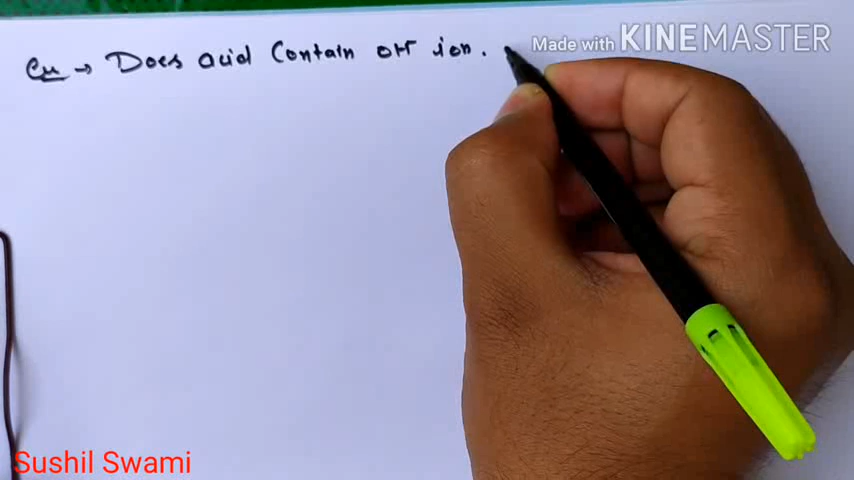 Made with KINEMASTER
Qu → Does acid Contain OH ion.
Sushil Swami